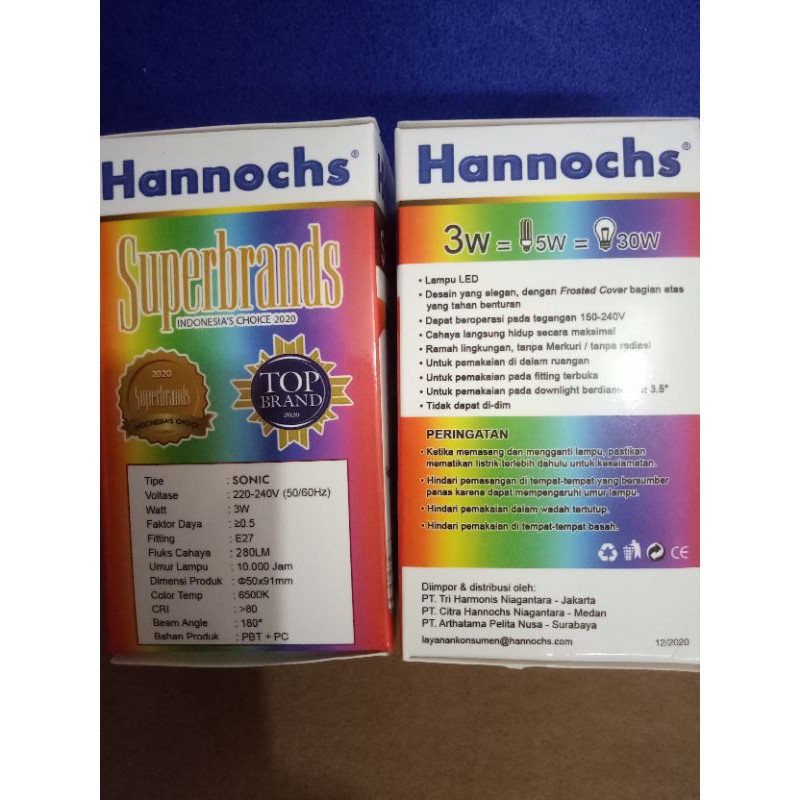 Hannochs®
Superbrands
INDONESIA'S CHOICE 2020
2020
Superbrands
INDONESIA'S CHOICE
TOP
BRAND
2020
Tipe : SONIC
Voltase : 220-240V (50/60Hz)
Watt : 3W
Faktor Daya : ≥0.5
Fitting : E27
Fluks Cahaya : 280LM
Umur Lampu : 10.000 Jam
Dimensi Produk : Φ50x91mm
Color Temp : 6500K
CRI : >80
Beam Angle : 180°
Bahan Produk : PBT + PC
Hannochs®
3W = 5W = 30W
• Lampu LED
• Desain yang elegan, dengan Frosted Cover bagian atas
yang tahan benturan
• Dapat beroperasi pada tegangan 150-240V
• Cahaya langsung hidup secara maksimal
• Ramah lingkungan, tanpa Merkuri / tanpa radiasi
• Untuk pemakaian di dalam ruangan
• Untuk pemakaian pada fitting terbuka
• Untuk pemakaian pada downlight 3.5"
• Tidak dapat di-dim
PERINGATAN
• Ketika memasang dan mengganti lampu, pastikan
mematikan listrik terlebih dahulu untuk keselamatan.
• Hindari pemasangan di tempat-tempat yang bersumber
panas karena dapat mempengaruhi umur lampu.
• Hindari pemakaian dalam wadah tertutup.
• Hindari pemakaian di tempat-tempat basah.
CE
Diimpor & distribusi oleh:
PT. Tri Harmonis Niagantara - Jakarta
PT. Citra Hannochs Niagantara - Medan
PT. Arthatama Pelita Nusa - Surabaya
layanankonsumen@hannochs.com 12/2020